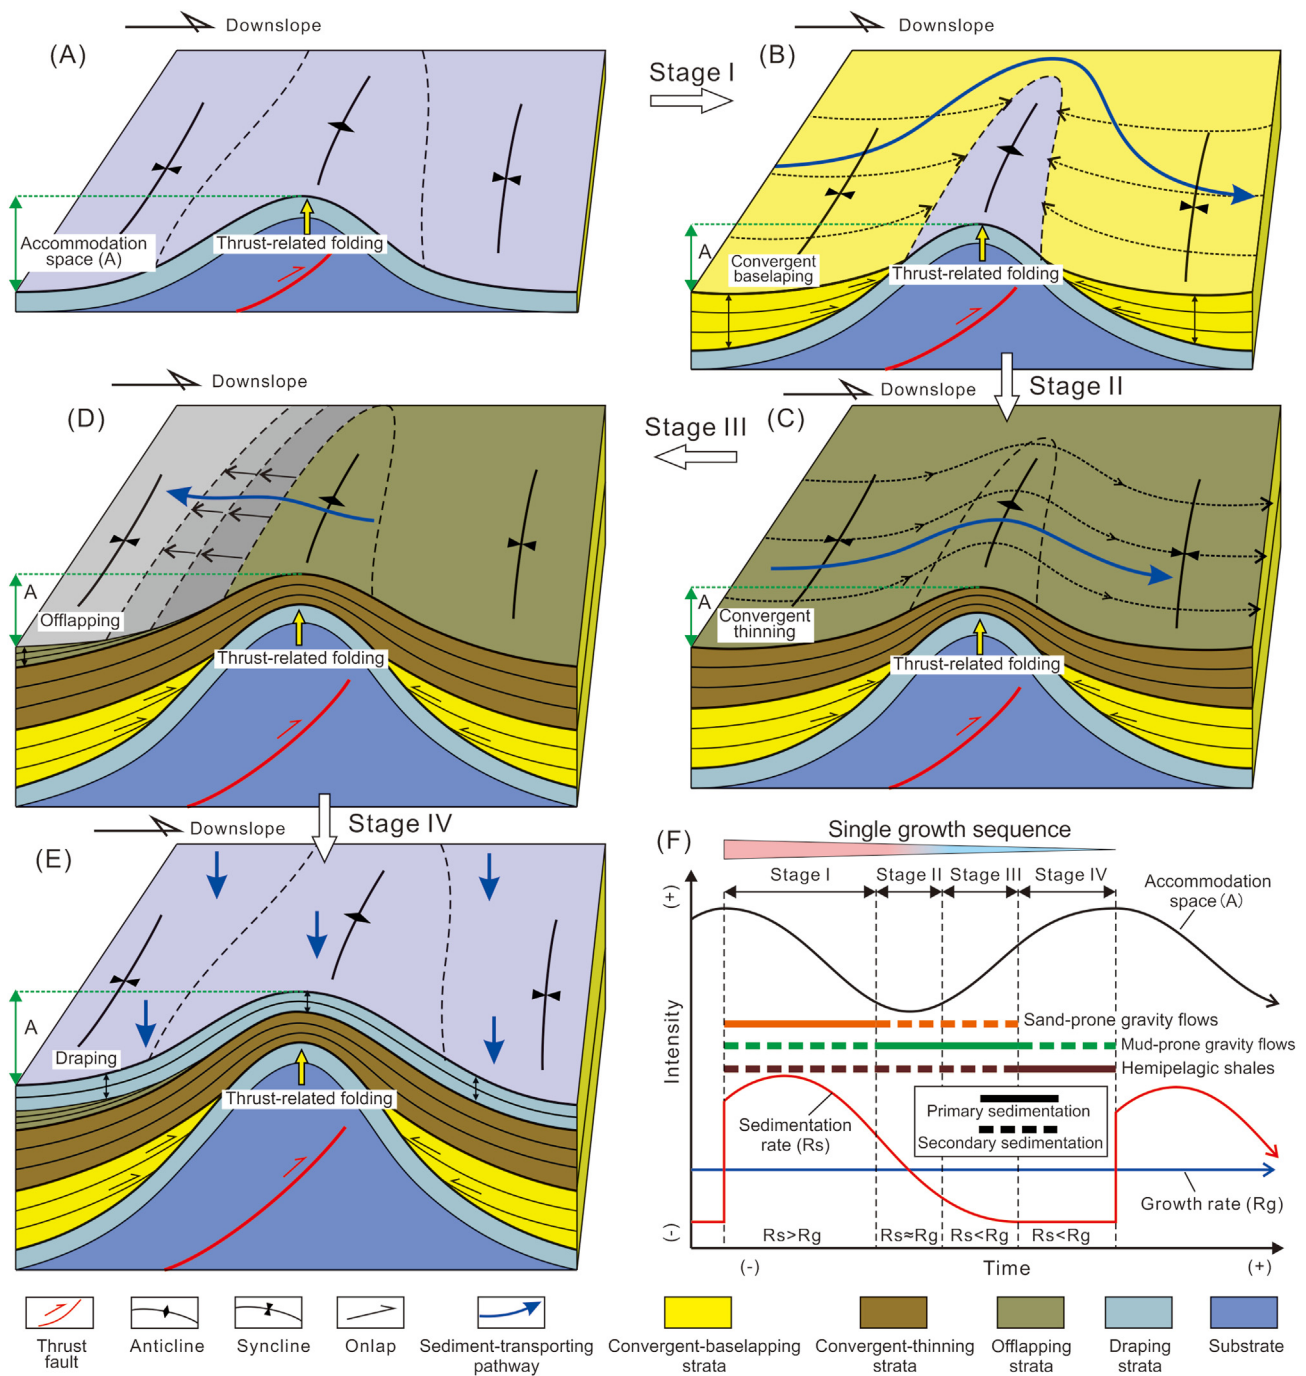 Downslope
(A)
Accommodation
space (A)
Thrust-related folding
Stage I
Downslope
(B)
A
Convergent
baselaping
Thrust-related folding
Stage II
Downslope
(C)
A
Convergent
thinning
Thrust-related folding
Stage III
Downslope
(D)
A
Offlapping
Thrust-related folding
Stage IV
Downslope
(E)
A
Draping
Thrust-related folding
(F)
Single growth sequence
Stage I
Stage II
Stage III
Stage IV
Accommodation
space (A)
(+)
Intensity
(-)
Sand-prone gravity flows
Mud-prone gravity flows
Hemipelagic shales
Sedimentation
rate (Rs)
Primary sedimentation
Secondary sedimentation
Growth rate (Rg)
Rs>Rg
Rs≈Rg
Rs<Rg
Rs<Rg
(-)
Time
(+)
Thrust
fault
Anticline
Syncline
Onlap
Sediment-transporting
pathway
Convergent-baselapping
strata
Convergent-thinning
strata
Offlapping
strata
Draping
strata
Substrate